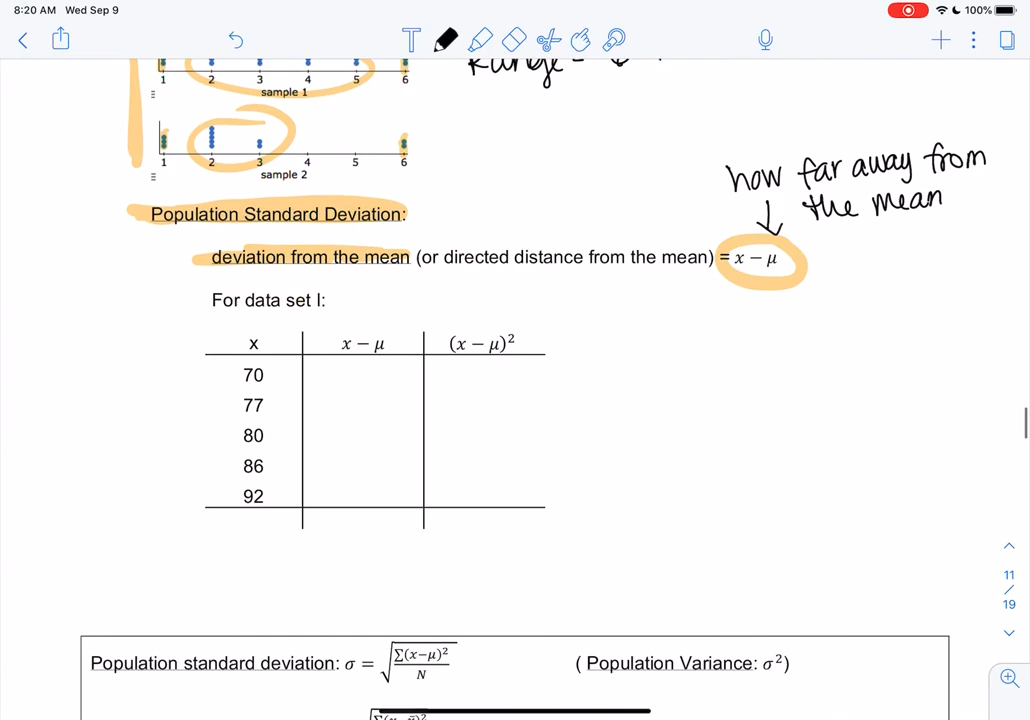 8:20 AM Wed Sep 9
100%
T
1 2 3 4 5 6
sample 1
Range =
1 2 3 4 5 6
sample 2
how far away from
the mean
Population Standard Deviation:
deviation from the mean (or directed distance from the mean) = x − μ
For data set I:
x x − μ (x − μ)²
70
77
80
86
92
11
/
19
Population standard deviation: σ = √(Σ(x−μ)²/N) ( Population Variance: σ²)